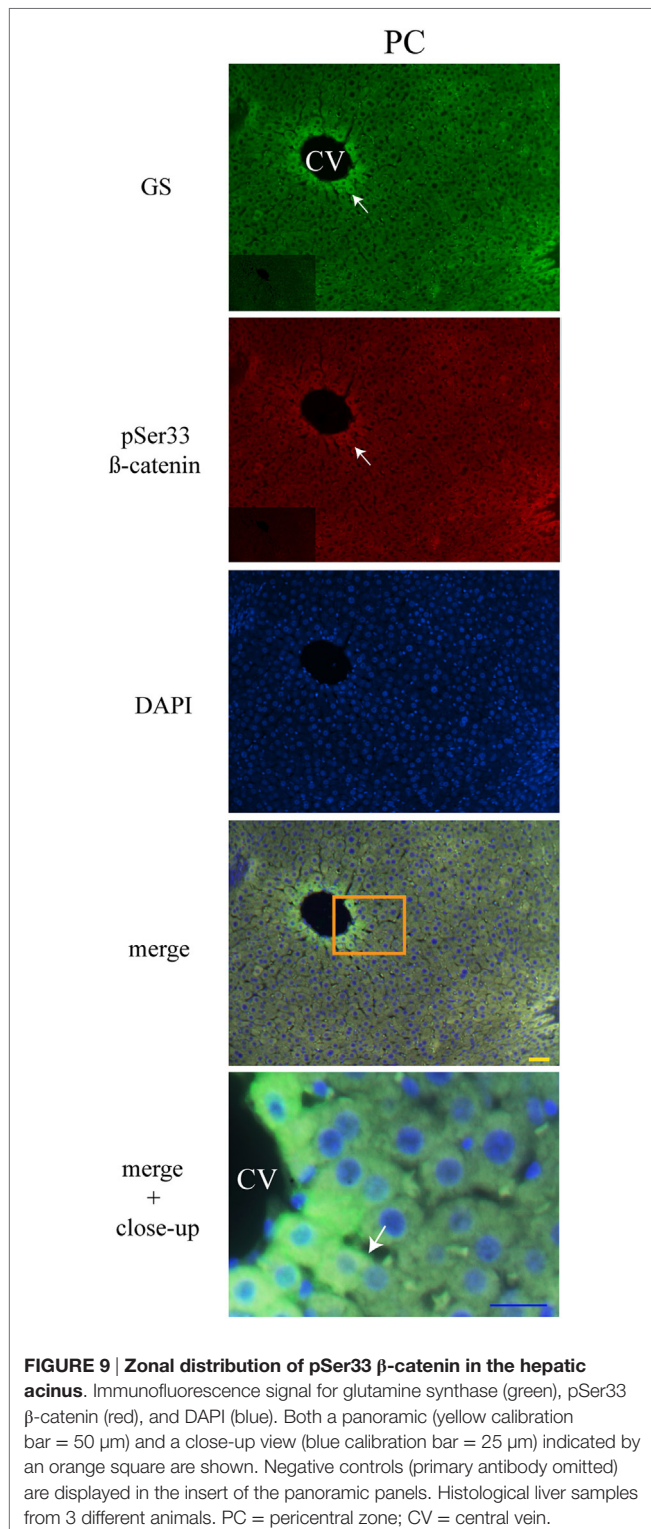 PC
GS
CV
pSer33
ß-catenin
DAPI
merge
merge
+
close-up
CV
FIGURE 9 | Zonal distribution of pSer33 β-catenin in the hepatic
acinus. Immunofluorescence signal for glutamine synthase (green), pSer33
β-catenin (red), and DAPI (blue). Both a panoramic (yellow calibration
bar = 50 μm) and a close-up view (blue calibration bar = 25 μm) indicated by
an orange square are shown. Negative controls (primary antibody omitted)
are displayed in the insert of the panoramic panels. Histological liver samples
from 3 different animals. PC = pericentral zone; CV = central vein.